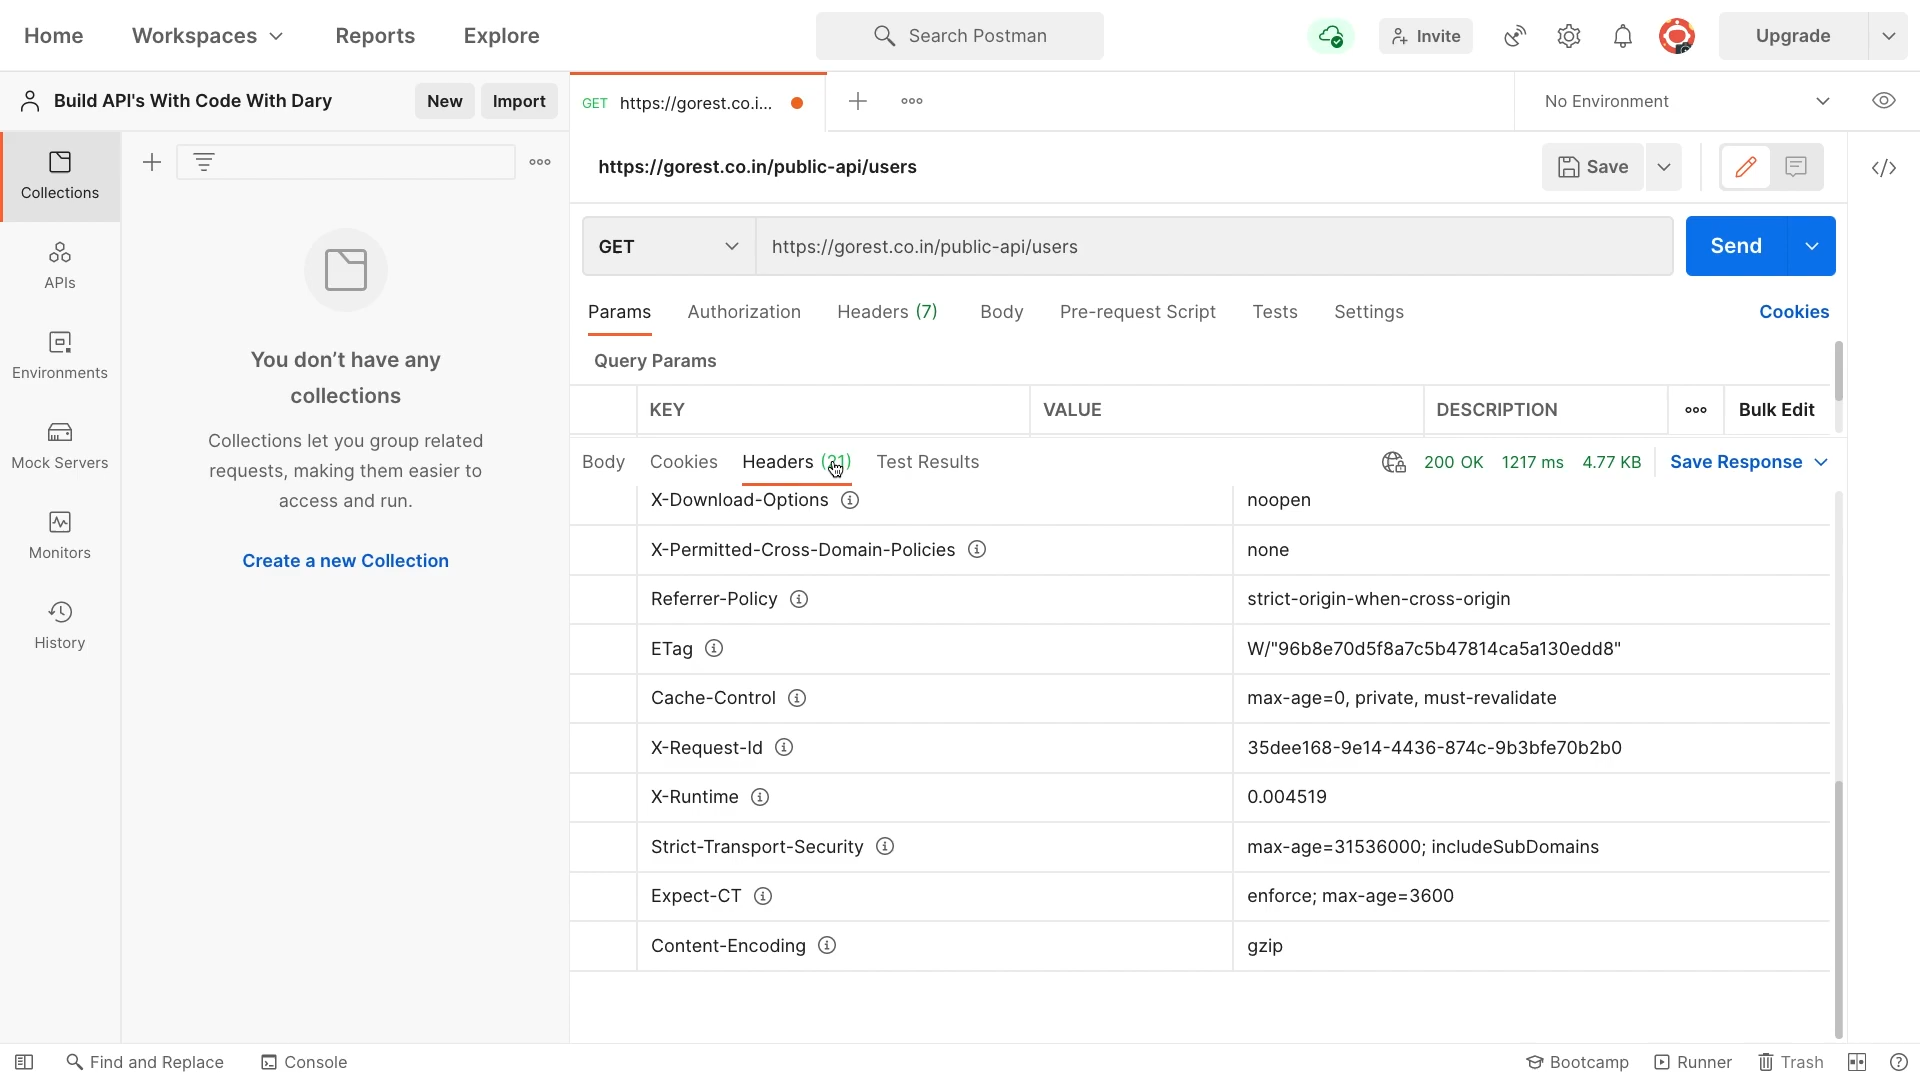 Home
Workspaces
Reports
Explore
Search Postman
Invite
Upgrade
Build API's With Code With Dary
New
Import
GET https://gorest.co.i...
No Environment
Collections
APIs
Environments
Mock Servers
Monitors
History
You don’t have any
collections
Collections let you group related
requests, making them easier to
access and run.
Create a new Collection
https://gorest.co.in/public-api/users
Save
GET
https://gorest.co.in/public-api/users
Send
Params
Authorization
Headers (7)
Body
Pre-request Script
Tests
Settings
Cookies
Query Params
KEY
VALUE
DESCRIPTION
Bulk Edit
Body
Cookies
Headers (21)
Test Results
200 OK
1217 ms
4.77 KB
Save Response
X-Download-Options
noopen
X-Permitted-Cross-Domain-Policies
none
Referrer-Policy
strict-origin-when-cross-origin
ETag
W/"96b8e70d5f8a7c5b47814ca5a130edd8"
Cache-Control
max-age=0, private, must-revalidate
X-Request-Id
35dee168-9e14-4436-874c-9b3bfe70b2b0
X-Runtime
0.004519
Strict-Transport-Security
max-age=31536000; includeSubDomains
Expect-CT
enforce; max-age=3600
Content-Encoding
gzip
Find and Replace
Console
Bootcamp
Runner
Trash